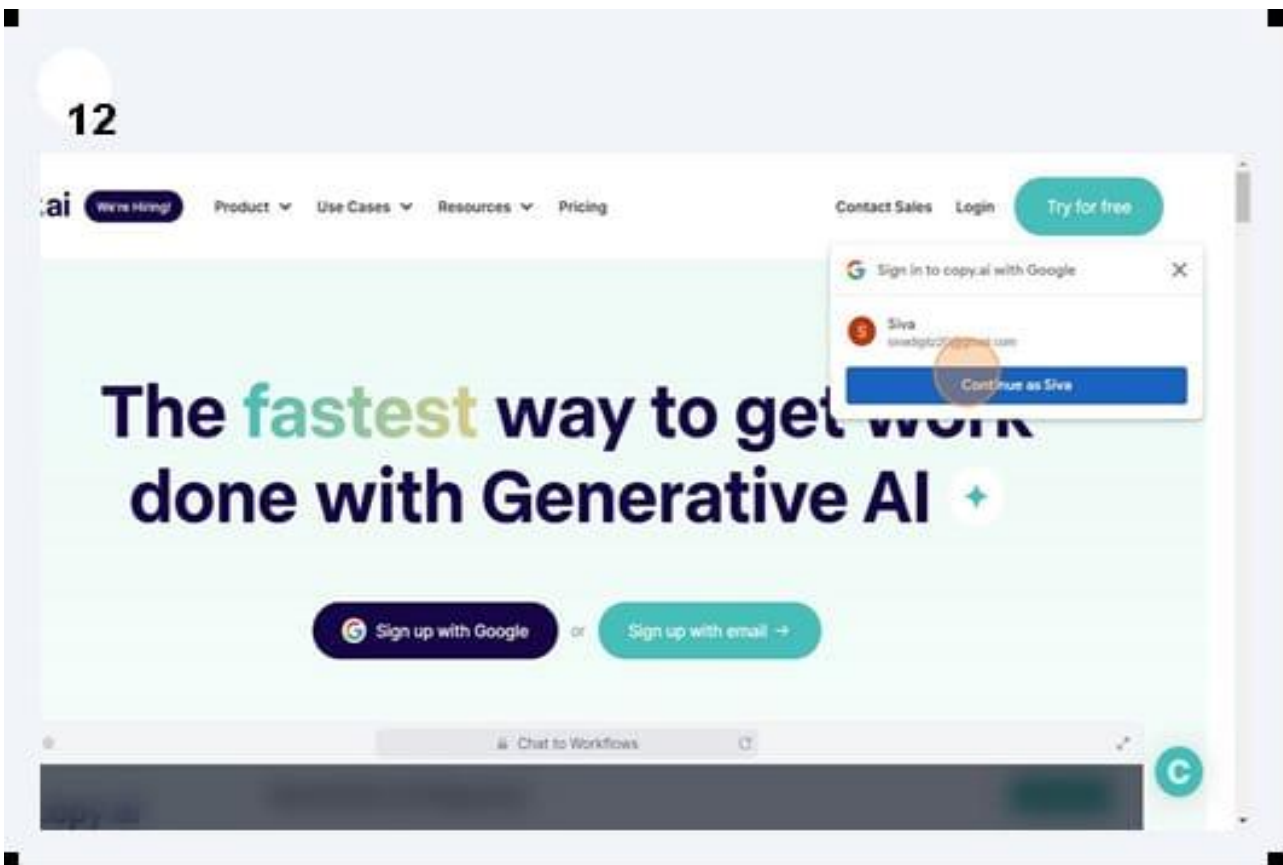 12
.ai We're Hiring! Product Use Cases Resources Pricing Contact Sales Login Try for free
Sign in to copy.ai with Google
S
Siva
Continue as Siva
The fastest way to get work
done with Generative AI
Sign up with Google or Sign up with email →
Chat to Workflows
C
copy.ai